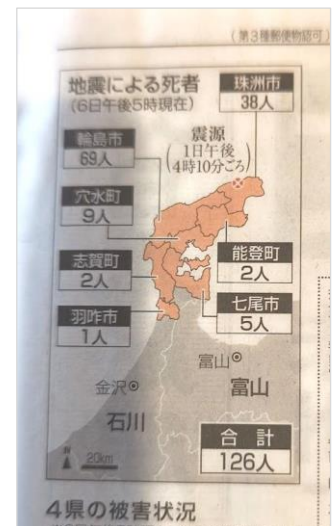 (第3種郵便物認可)
地震による死者
(6日午後5時現在)
珠洲市
38人
輪島市
69人
震源
(1日午後
4時10分ごろ)
穴水町
9人
志賀町
2人
能登町
2人
羽咋市
1人
七尾市
5人
富山
金沢
富山
石川
合計
126人
N
20km
4県の被害状況